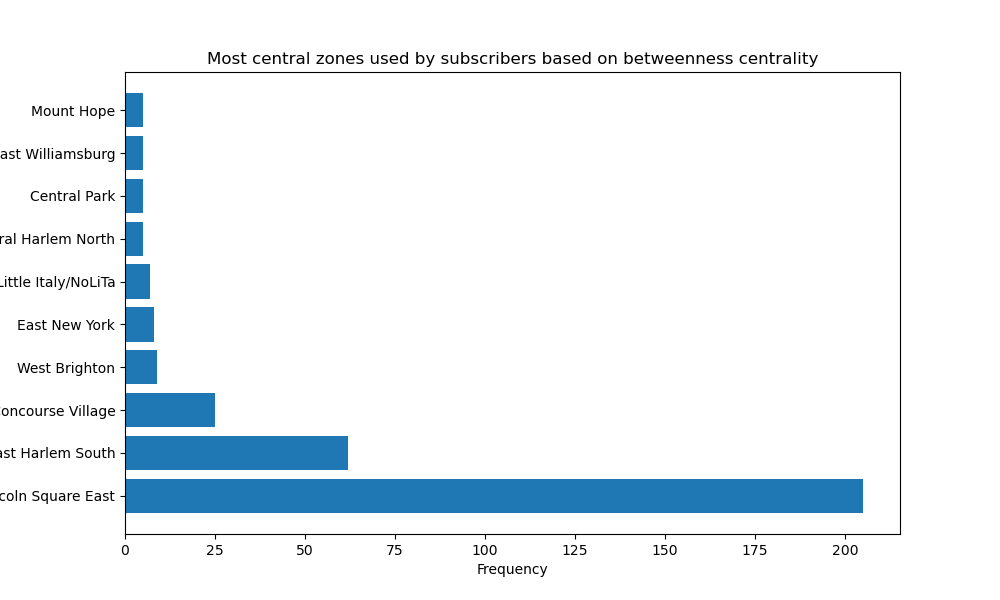 Most central zones used by subscribers based on betweenness centrality
Mount Hope
ast Williamsburg
Central Park
ral Harlem North
Little Italy/NoLiTa
East New York
West Brighton
oncourse Village
ast Harlem South
coln Square East
0 25 50 75 100 125 150 175 200
Frequency